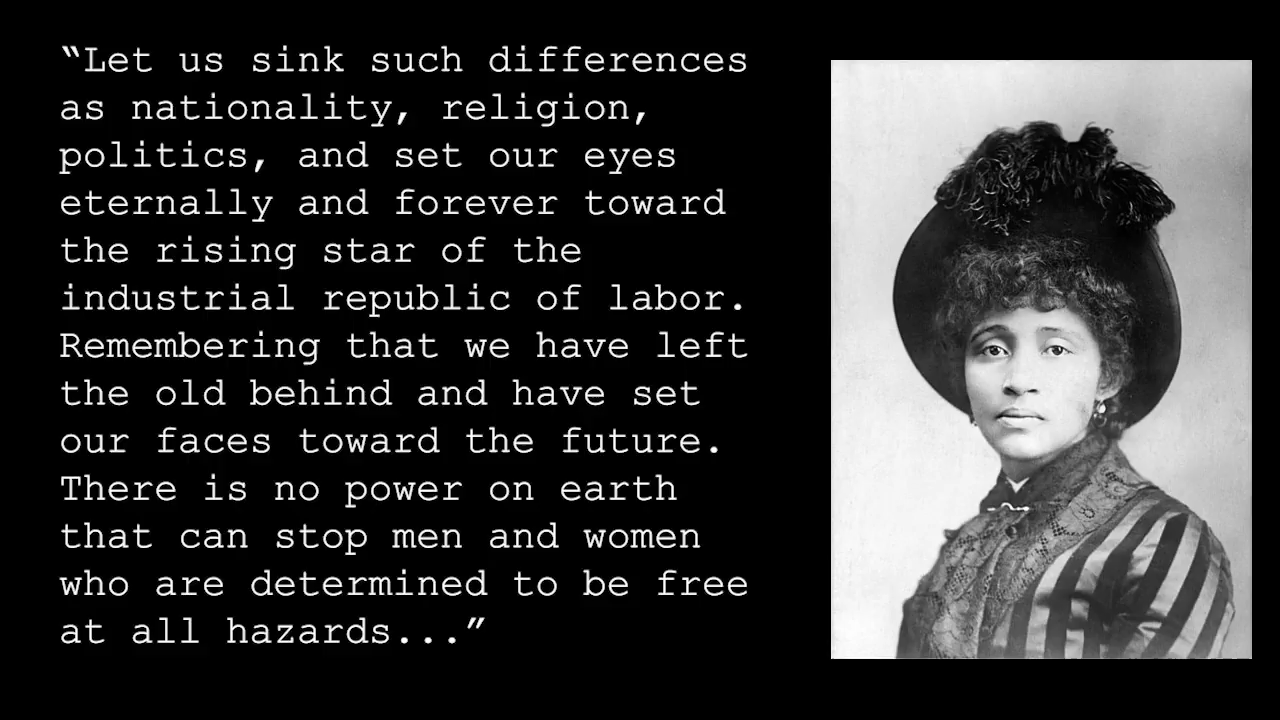 “Let us sink such differences
as nationality, religion,
politics, and set our eyes
eternally and forever toward
the rising star of the
industrial republic of labor.
Remembering that we have left
the old behind and have set
our faces toward the future.
There is no power on earth
that can stop men and women
who are determined to be free
at all hazards...”